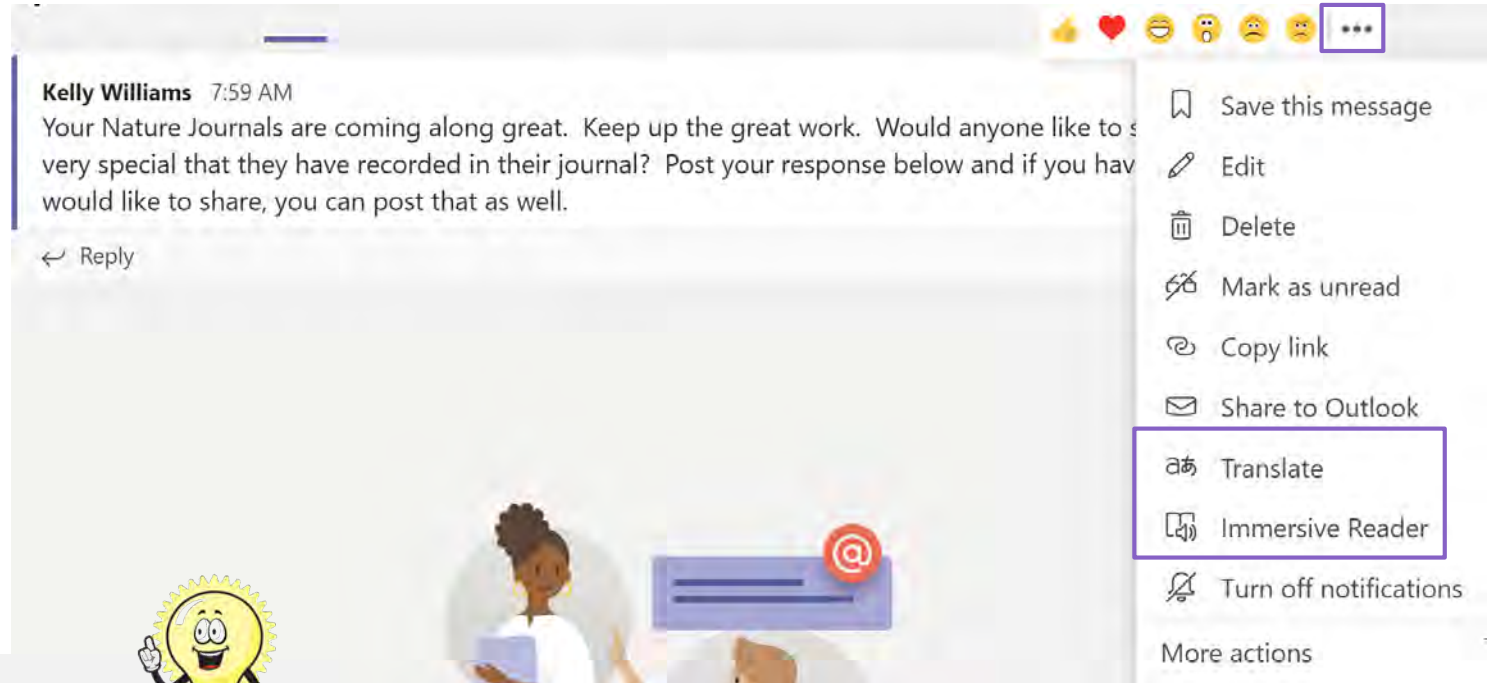 Kelly Williams 7:59 AM
Your Nature Journals are coming along great. Keep up the great work. Would anyone like to
very special that they have recorded in their journal? Post your response below and if you
would like to share, you can post that as well.
Reply
Save this message
Edit
Delete
Mark as unread
Copy link
Share to Outlook
Translate
Immersive Reader
Turn off notifications
More actions